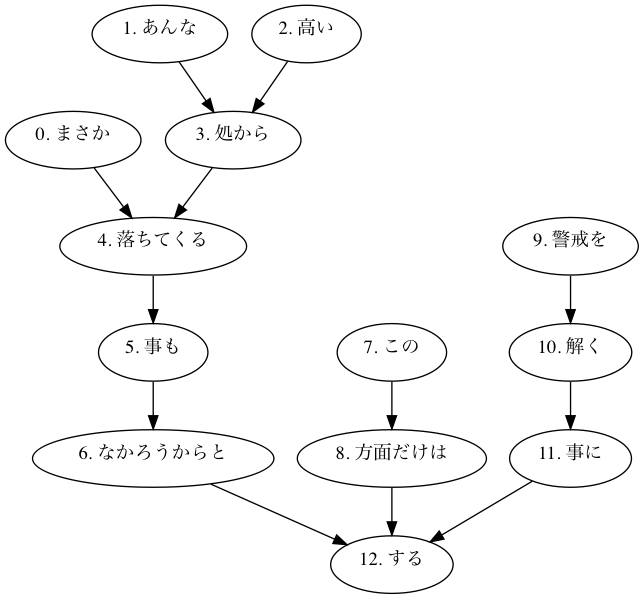 1. あんな
2. 高い
0. まさか
3. 処から
4. 落ちてくる
9. 警戒を
5. 事も
7. この
10. 解く
6. なかろうからと
8. 方面だけは
11. 事に
12. する